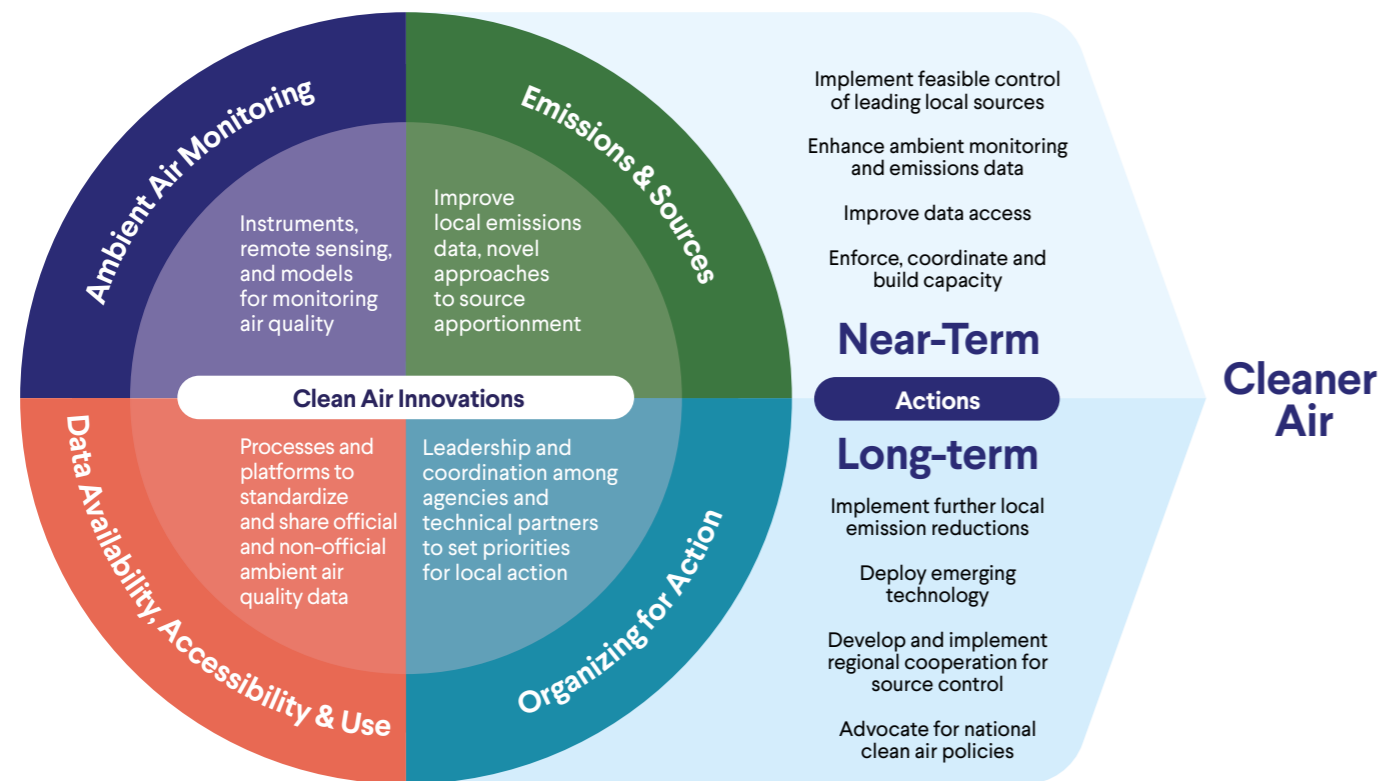 Ambient Air Monitoring
Instruments,
remote sensing,
and models
for monitoring
air quality
Emissions & Sources
Improve
local emissions
data, novel
approaches
to source
apportionment
Clean Air Innovations
Data Availability, Accessibility & Use
Processes and
platforms to
standardize
and share official
and non-official
ambient air
quality data
Organizing for Action
Leadership and
coordination among
agencies and
technical partners
to set priorities
for local action
Implement feasible control
of leading local sources
Enhance ambient monitoring
and emissions data
Improve data access
Enforce, coordinate and
build capacity
Near-Term
Actions
Long-term
Implement further local
emission reductions
Deploy emerging
technology
Develop and implement
regional cooperation for
source control
Advocate for national
clean air policies
Cleaner
Air